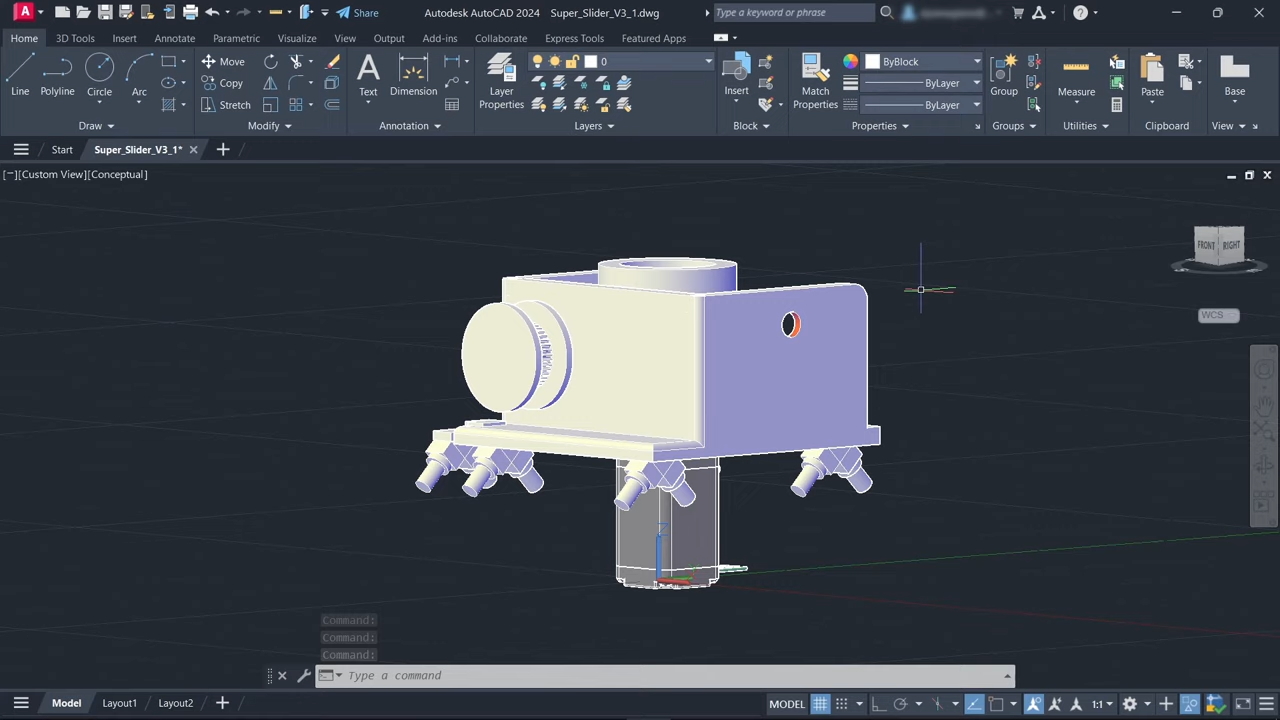 Share
Autodesk AutoCAD 2024 Super_Slider_V3_1.dwg
Type a keyword or phrase
Home 3D Tools Insert Annotate Parametric Visualize View Output Add-ins Collaborate Express Tools Featured Apps
Line
Polyline
Circle
Arc
Move
Copy
Stretch
Text
Dimension
Layer
Properties
0
Insert
Match
Properties
ByBlock
ByLayer
ByLayer
Group
Measure
Paste
Base
Draw Modify Annotation Layers Block Properties Groups Utilities Clipboard View
Start Super_Slider_V3_1*
[−][Custom View][Conceptual]
FRONT RIGHT
WCS
Z
Command:
Command:
Command:
Type a command
Model Layout1 Layout2
MODEL 1:1